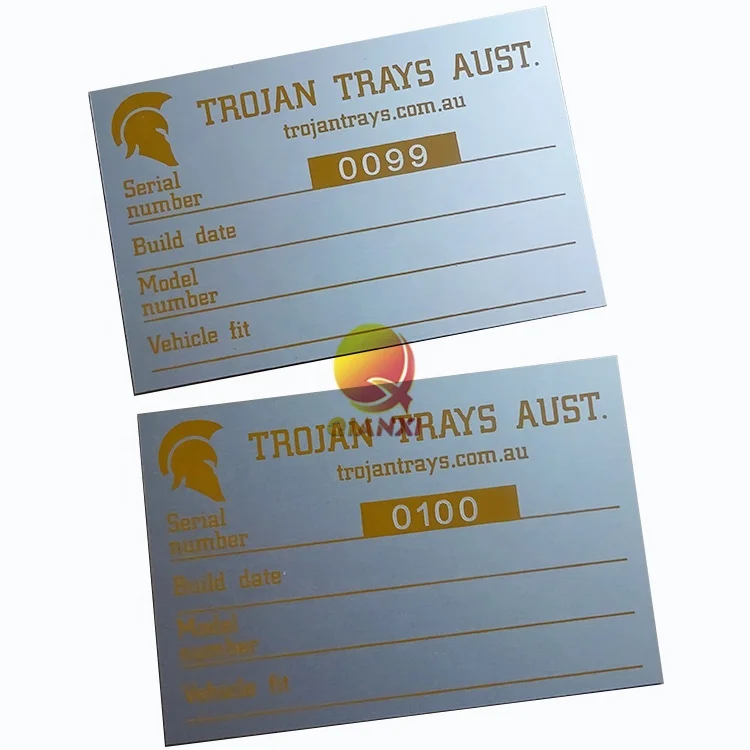 TROJAN TRAYS AUST.
trojantrays.com.au
0099
Serial
number
Build date
Model
number
Vehicle fit
QMNXI
TROJAN TRAYS AUST.
trojantrays.com.au
0100
Serial
number
Build date
Model
number
Vehicle fit